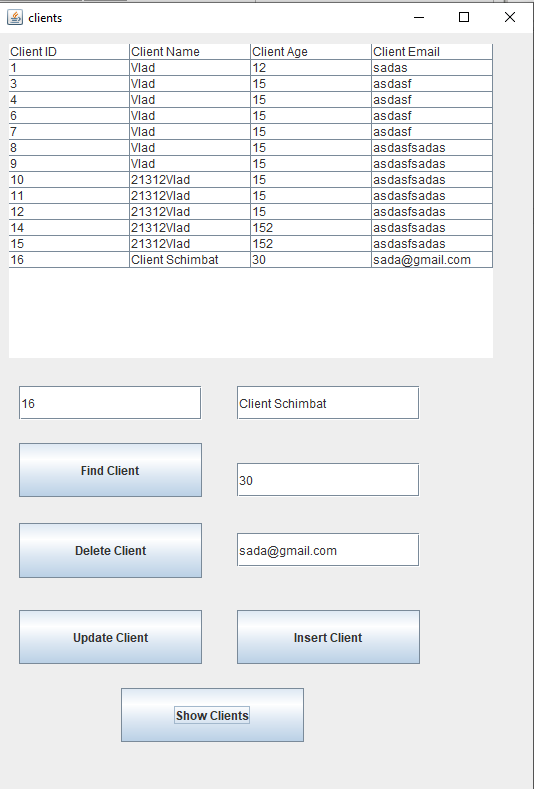 clients
Client ID Client Name Client Age Client Email
1 Vlad 12 sadas
3 Vlad 15 asdasf
4 Vlad 15 asdasf
6 Vlad 15 asdasf
7 Vlad 15 asdasf
8 Vlad 15 asdasfsadas
9 Vlad 15 asdasfsadas
10 21312Vlad 15 asdasfsadas
11 21312Vlad 15 asdasfsadas
12 21312Vlad 15 asdasfsadas
14 21312Vlad 152 asdasfsadas
15 21312Vlad 152 asdasfsadas
16 Client Schimbat 30 sada@gmail.com
16 Client Schimbat
Find Client
30
Delete Client
sada@gmail.com
Update Client Insert Client
Show Clients